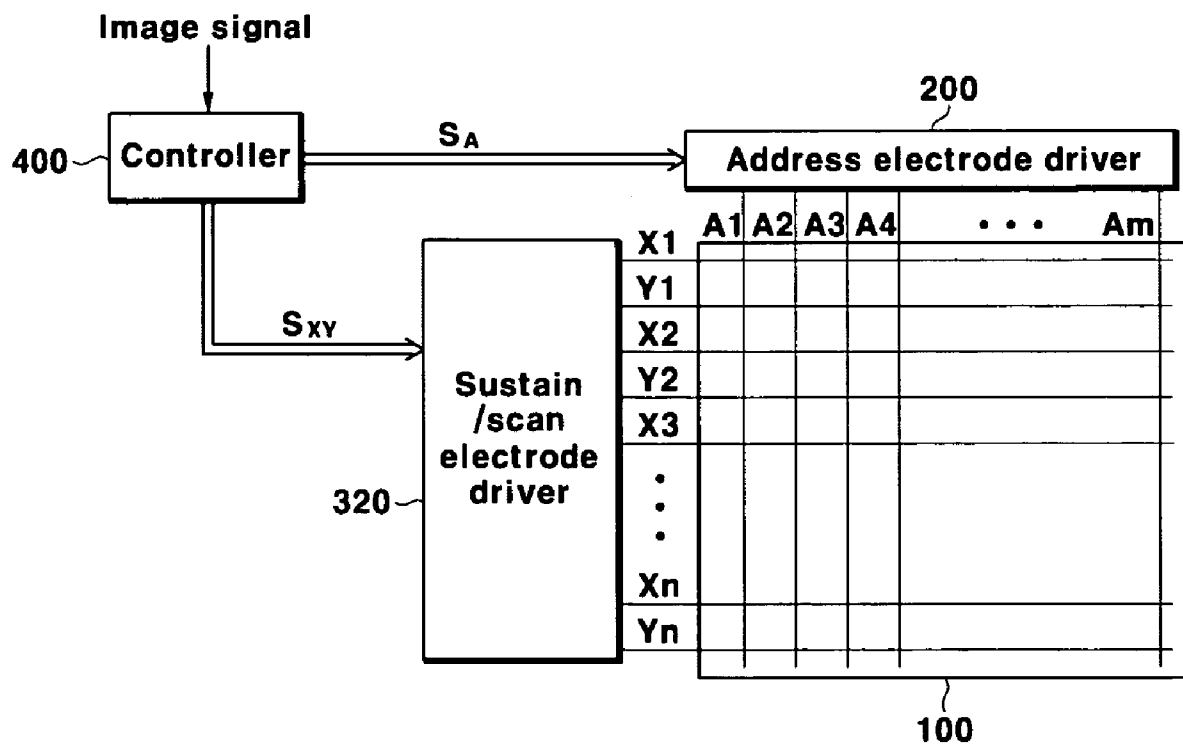 Image signal
200
400
Controller
SA
Address electrode driver
A1 A2 A3 A4 • • • Am
X1
Y1
SXY
X2
Y2
X3
Sustain
/scan
electrode
driver
320
Xn
Yn
100